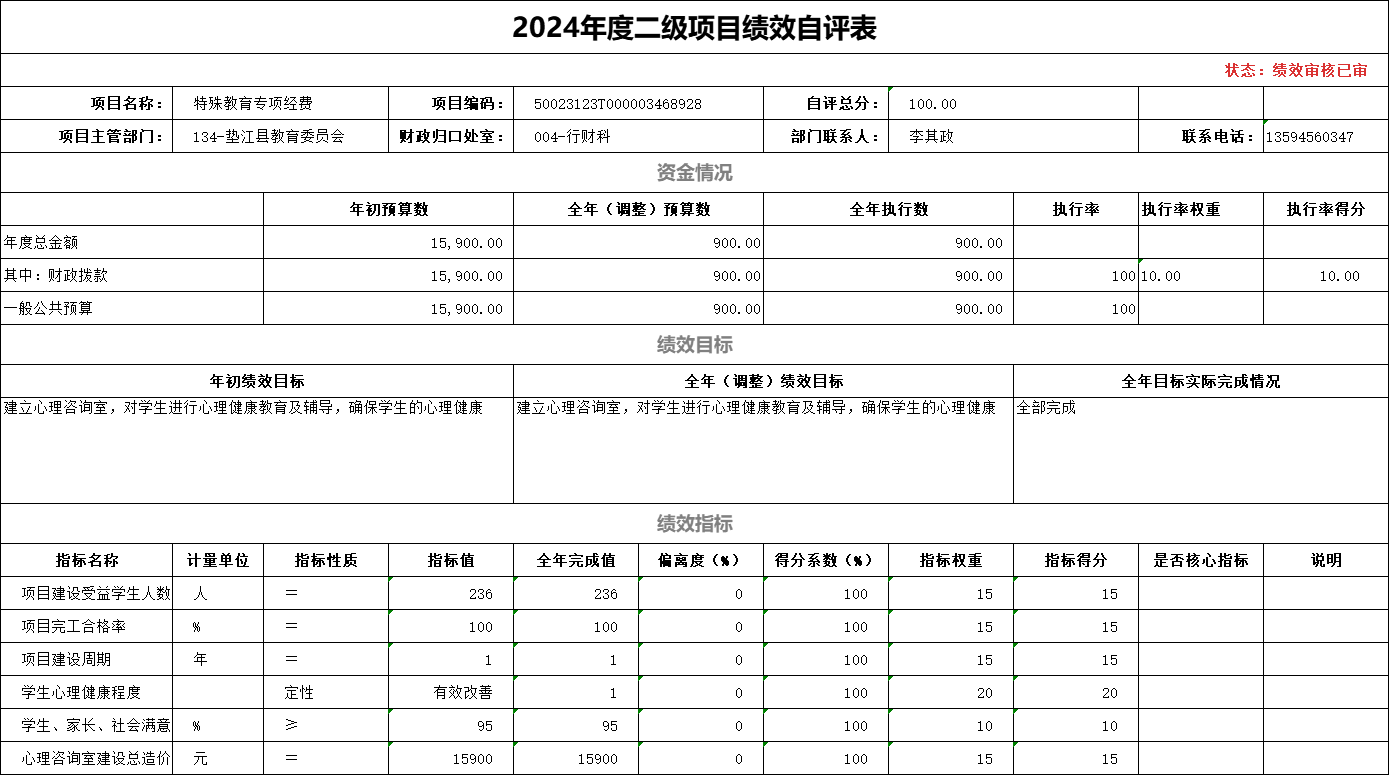 2024年度二级项目绩效自评表
状态：绩效审核已审
项目名称： 特殊教育专项经费 项目编码： 50023123T000003468928 自评总分： 100.00
项目主管部门： 134-垫江县教育委员会 财政归口处室： 004-行财科 部门联系人： 李其政 联系电话： 13594560347
资金情况
年初预算数 全年（调整）预算数 全年执行数 执行率 执行率权重 执行率得分
年度总金额 15,900.00 900.00 900.00
其中：财政拨款 15,900.00 900.00 900.00 100 10.00 10.00
一般公共预算 15,900.00 900.00 900.00 100
绩效目标
年初绩效目标 全年（调整）绩效目标 全年目标实际完成情况
建立心理咨询室，对学生进行心理健康教育及辅导，确保学生的心理健康 建立心理咨询室，对学生进行心理健康教育及辅导，确保学生的心理健康 全部完成
绩效指标
指标名称 计量单位 指标性质 指标值 全年完成值 偏离度（%） 得分系数（%） 指标权重 指标得分 是否核心指标 说明
项目建设受益学生人数 人 ＝ 236 236 0 100 15 15
项目完工合格率 % ＝ 100 100 0 100 15 15
项目建设周期 年 ＝ 1 1 0 100 15 15
学生心理健康程度 定性 有效改善 1 0 100 20 20
学生、家长、社会满意 % ≥ 95 95 0 100 10 10
心理咨询室建设总造价 元 ＝ 15900 15900 0 100 15 15